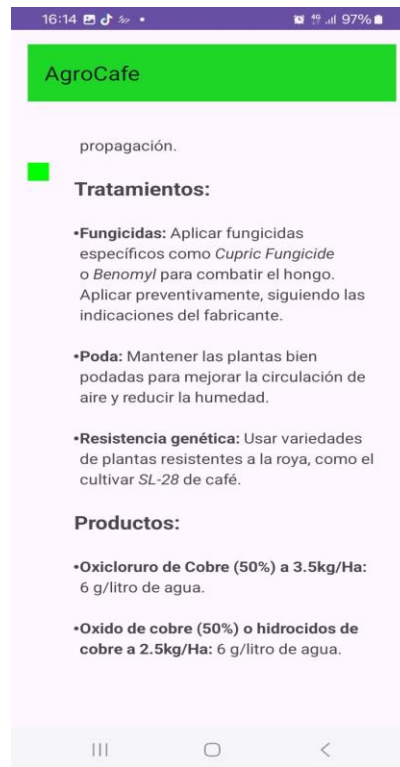 16:14
97%
AgroCafe
propagación.
Tratamientos:
•Fungicidas: Aplicar fungicidas
específicos como Cupric Fungicide
o Benomyl para combatir el hongo.
Aplicar preventivamente, siguiendo las
indicaciones del fabricante.
•Poda: Mantener las plantas bien
podadas para mejorar la circulación de
aire y reducir la humedad.
•Resistencia genética: Usar variedades
de plantas resistentes a la roya, como el
cultivar SL-28 de café.
Productos:
•Oxicloruro de Cobre (50%) a 3.5kg/Ha:
6 g/litro de agua.
•Oxido de cobre (50%) o hidrocidos de
cobre a 2.5kg/Ha: 6 g/litro de agua.